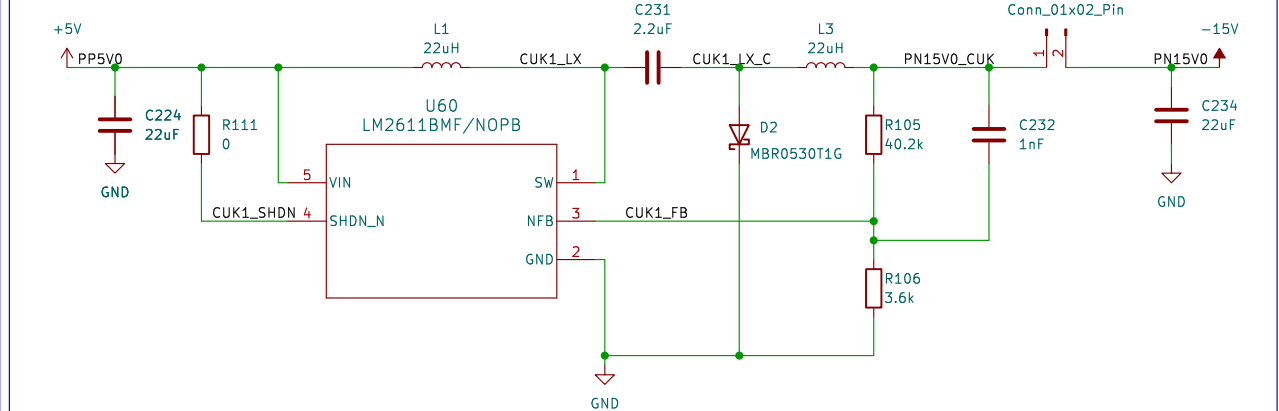 C231
2.2uF
Conn_01x02_Pin
+5V
L1
22uH
L3
22uH
−15V
PP5V0
CUK1_LX
CUK1_LX_C
PN15V0_CUK
1
2
PN15V0
C224
22uF
R111
0
U60
LM2611BMF/NOPB
D2
MBR0530T1G
R105
40.2k
C232
1nF
C234
22uF
GND
5
VIN
SW
1
GND
CUK1_SHDN
4
SHDN_N
NFB
3
CUK1_FB
GND
2
R106
3.6k
GND